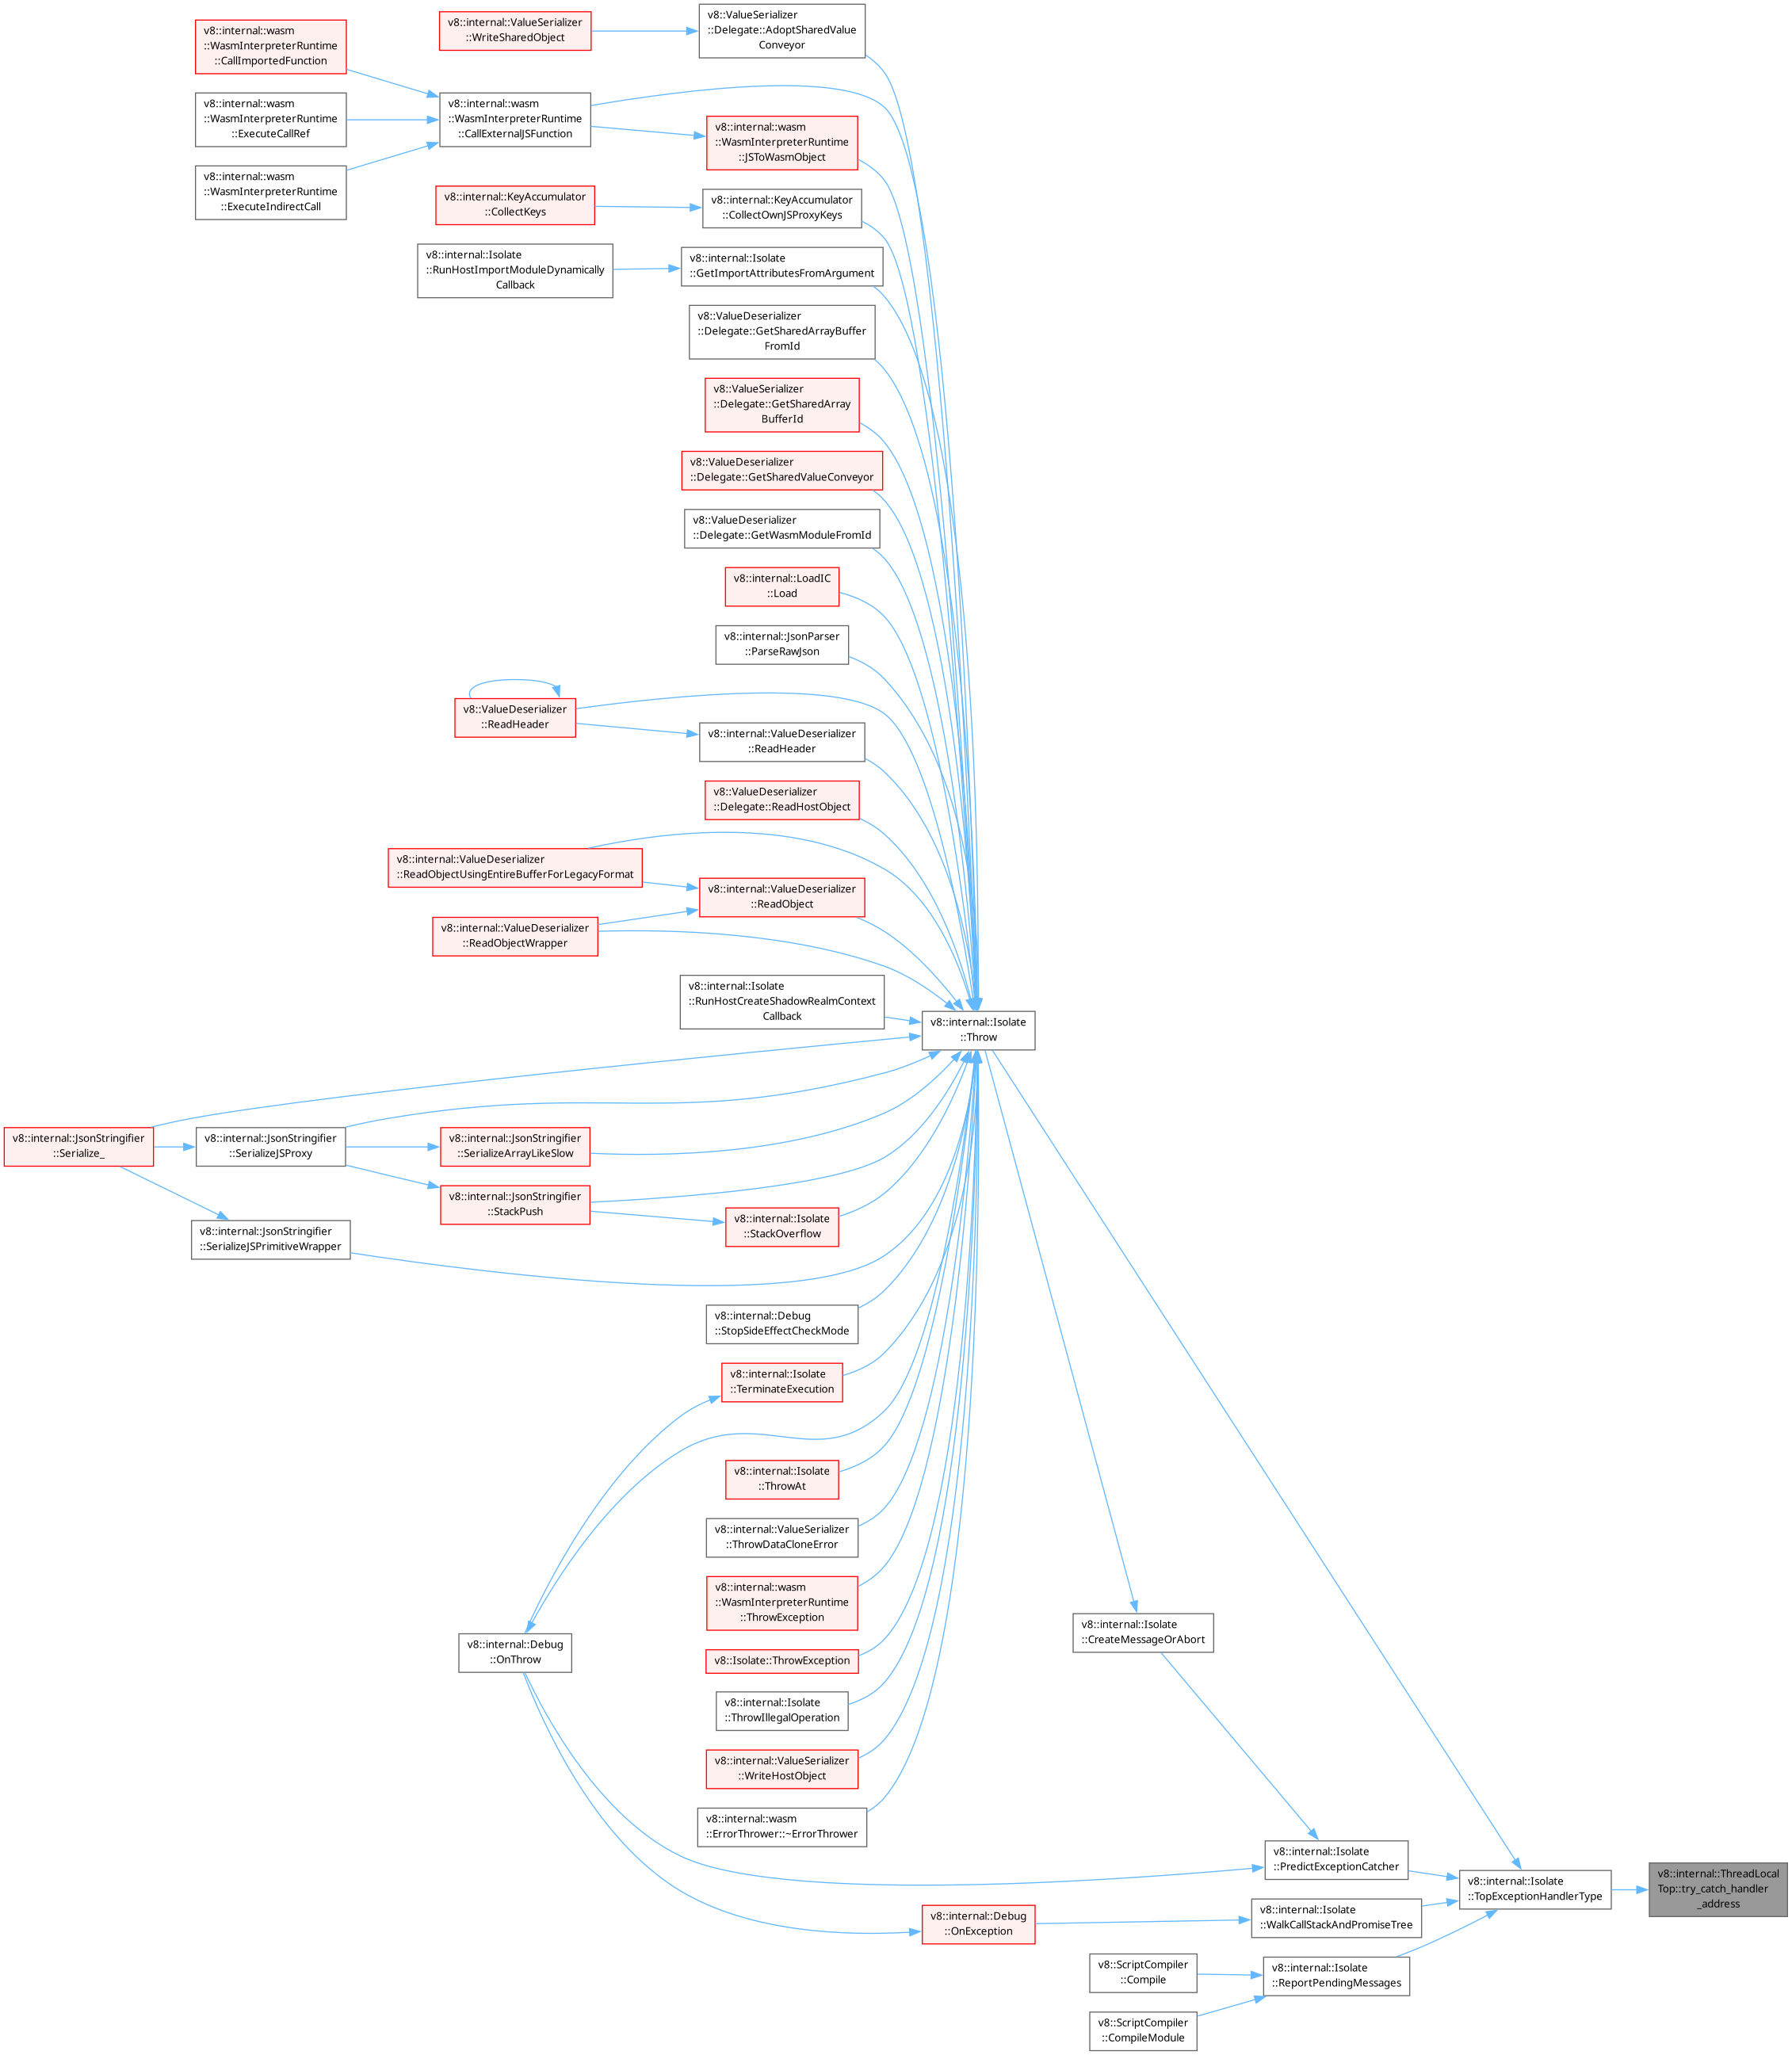 v8::ValueSerializer
::Delegate::AdoptSharedValue
Conveyor
v8::internal::ValueSerializer
::WriteSharedObject
v8::internal::wasm
::WasmInterpreterRuntime
::CallImportedFunction
v8::internal::wasm
::WasmInterpreterRuntime
::ExecuteCallRef
v8::internal::wasm
::WasmInterpreterRuntime
::CallExternalJSFunction
v8::internal::wasm
::WasmInterpreterRuntime
::JSToWasmObject
v8::internal::wasm
::WasmInterpreterRuntime
::ExecuteIndirectCall
v8::internal::KeyAccumulator
::CollectKeys
v8::internal::KeyAccumulator
::CollectOwnJSProxyKeys
v8::internal::Isolate
::RunHostImportModuleDynamically
Callback
v8::internal::Isolate
::GetImportAttributesFromArgument
v8::ValueDeserializer
::Delegate::GetSharedArrayBuffer
FromId
v8::ValueSerializer
::Delegate::GetSharedArray
BufferId
v8::ValueDeserializer
::Delegate::GetSharedValueConveyor
v8::ValueDeserializer
::Delegate::GetWasmModuleFromId
v8::internal::LoadIC
::Load
v8::internal::JsonParser
::ParseRawJson
v8::ValueDeserializer
::ReadHeader
v8::internal::ValueDeserializer
::ReadHeader
v8::ValueDeserializer
::Delegate::ReadHostObject
v8::internal::ValueDeserializer
::ReadObjectUsingEntireBufferForLegacyFormat
v8::internal::ValueDeserializer
::ReadObject
v8::internal::ValueDeserializer
::ReadObjectWrapper
v8::internal::Isolate
::RunHostCreateShadowRealmContext
Callback
v8::internal::Isolate
::Throw
v8::internal::JsonStringifier
::Serialize_
v8::internal::JsonStringifier
::SerializeJSProxy
v8::internal::JsonStringifier
::SerializeArrayLikeSlow
v8::internal::JsonStringifier
::StackPush
v8::internal::Isolate
::StackOverflow
v8::internal::JsonStringifier
::SerializeJSPrimitiveWrapper
v8::internal::Debug
::StopSideEffectCheckMode
v8::internal::Isolate
::TerminateExecution
v8::internal::Isolate
::ThrowAt
v8::internal::ValueSerializer
::ThrowDataCloneError
v8::internal::wasm
::WasmInterpreterRuntime
::ThrowException
v8::internal::Debug
::OnThrow
v8::Isolate::ThrowException
v8::internal::Isolate
::CreateMessageOrAbort
v8::internal::Isolate
::ThrowIllegalOperation
v8::internal::ValueSerializer
::WriteHostObject
v8::internal::wasm
::ErrorThrower::~ErrorThrower
v8::internal::Isolate
::PredictExceptionCatcher
v8::internal::Isolate
::TopExceptionHandlerType
v8::internal::ThreadLocal
Top::try_catch_handler
_address
v8::internal::Debug
::OnException
v8::internal::Isolate
::WalkCallStackAndPromiseTree
v8::ScriptCompiler
::Compile
v8::internal::Isolate
::ReportPendingMessages
v8::ScriptCompiler
::CompileModule